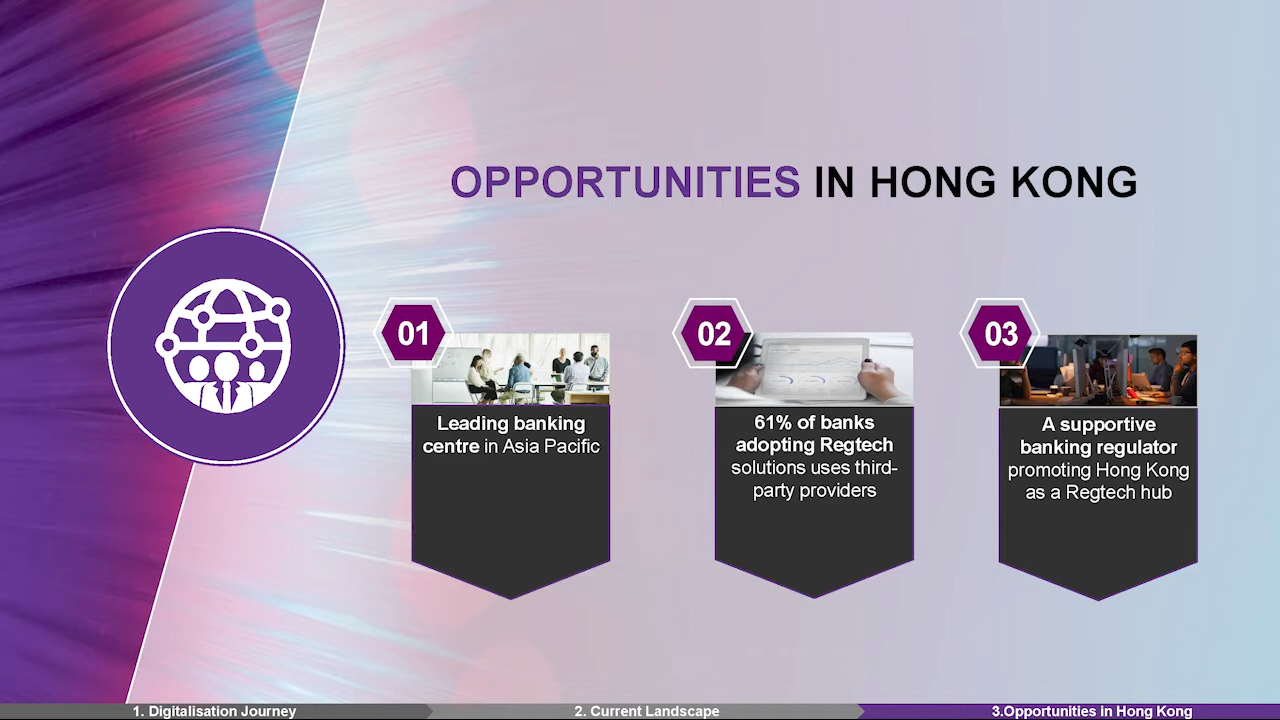 OPPORTUNITIES IN HONG KONG
01
Leading banking
centre in Asia Pacific
02
61% of banks
adopting Regtech
solutions uses third-
party providers
03
A supportive
banking regulator
promoting Hong Kong
as a Regtech hub
1. Digitalisation Journey
2. Current Landscape
3.Opportunities in Hong Kong